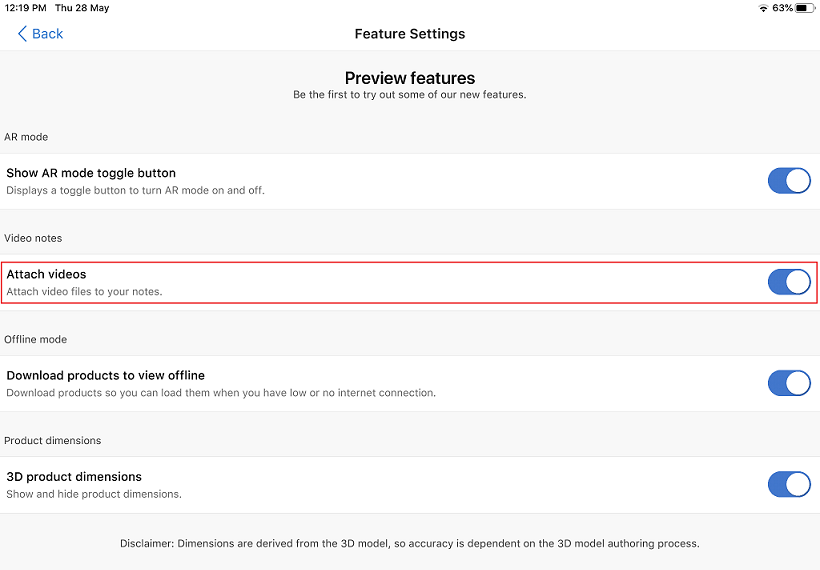 12:19 PM Thu 28 May 63%
Back Feature Settings
Preview features
Be the first to try out some of our new features.
AR mode
Show AR mode toggle button
Displays a toggle button to turn AR mode on and off.
Video notes
Attach videos
Attach video files to your notes.
Offline mode
Download products to view offline
Download products so you can load them when you have low or no internet connection.
Product dimensions
3D product dimensions
Show and hide product dimensions.
Disclaimer: Dimensions are derived from the 3D model, so accuracy is dependent on the 3D model authoring process.